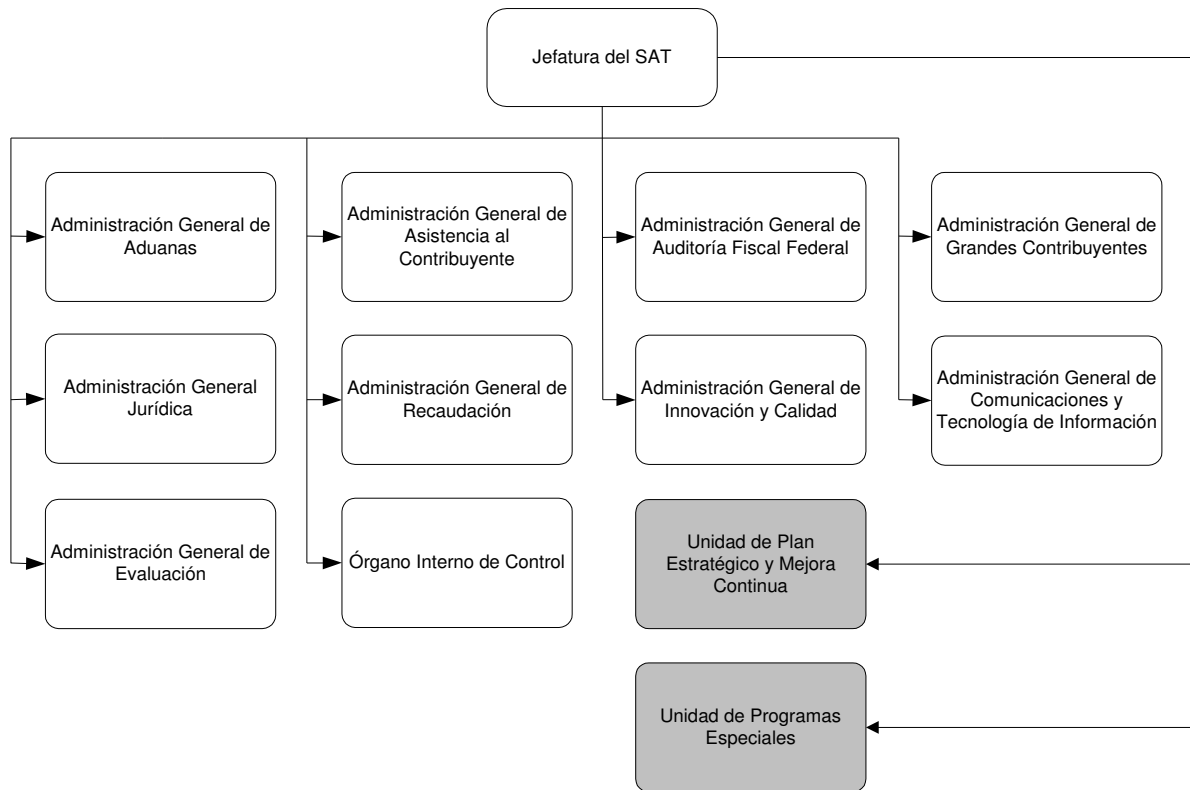 Jefatura del SAT
Administración General de
Aduanas
Administración General de
Asistencia al
Contribuyente
Administración General de
Auditoría Fiscal Federal
Administración General de
Grandes Contribuyentes
Administración General
Jurídica
Administración General de
Recaudación
Administración General de
Innovación y Calidad
Administración General de
Comunicaciones y
Tecnología de Información
Administración General de
Evaluación
Órgano Interno de Control
Unidad de Plan
Estratégico y Mejora
Continua
Unidad de Programas
Especiales